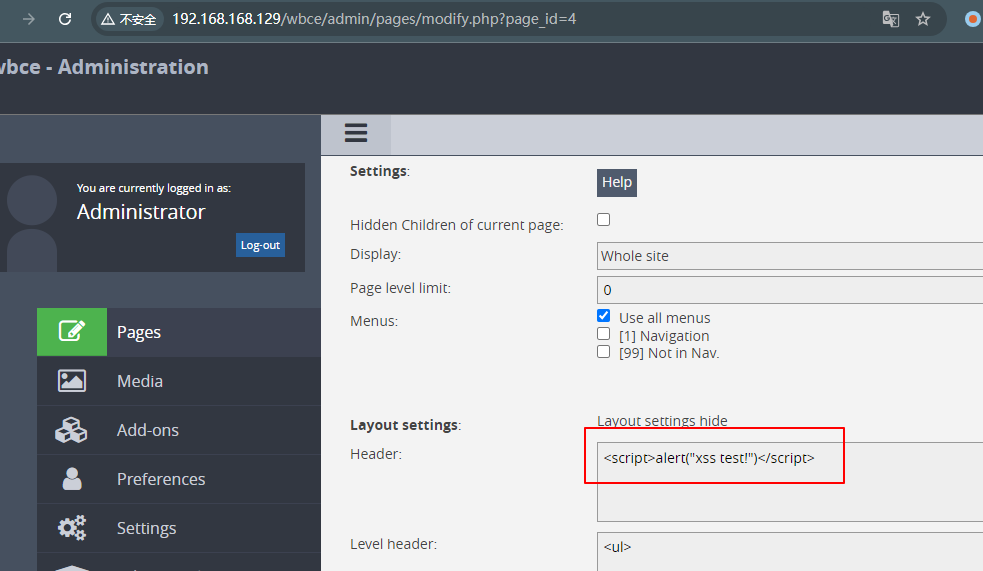 不安全 192.168.168.129/wbce/admin/pages/modify.php?page_id=4
wbce - Administration
You are currently logged in as:
Administrator
Log-out
Pages
Media
Add-ons
Preferences
Settings
Settings:
Help
Hidden Children of current page:
Display: Whole site
Page level limit: 0
Menus: Use all menus
[1] Navigation
[99] Not in Nav.
Layout settings: Layout settings hide
Header: <script>alert("xss test!")</script>
Level header: <ul>